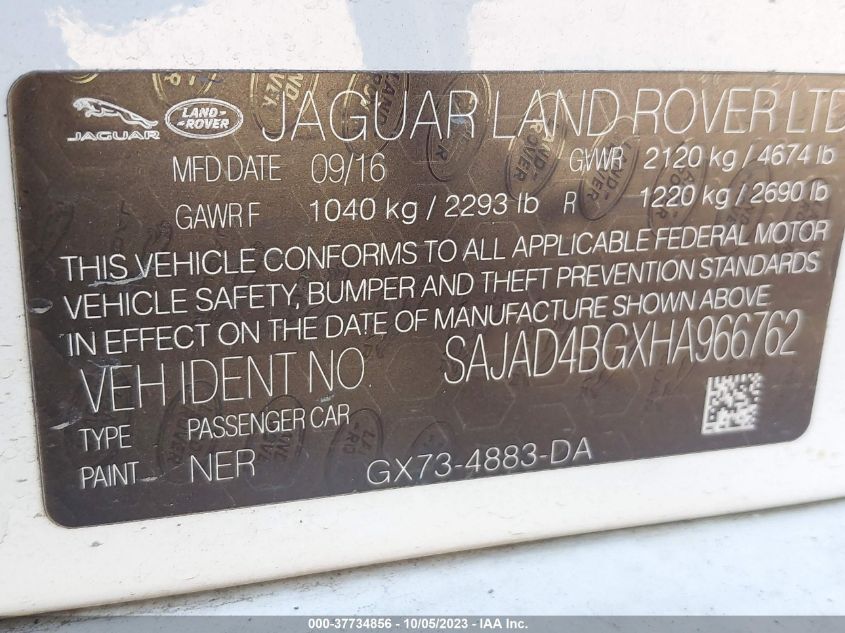 JAGUAR LAND ROVER JAGUAR LAND ROVER LTD
MFD DATE 09/16 GVWR 2120 kg / 4674 lb
GAWR F 1040 kg / 2293 lb R 1220 kg / 2690 lb
THIS VEHICLE CONFORMS TO ALL APPLICABLE FEDERAL MOTOR
VEHICLE SAFETY, BUMPER AND THEFT PREVENTION STANDARDS
IN EFFECT ON THE DATE OF MANUFACTURE SHOWN ABOVE
VEH IDENT NO SAJAD4BGXHA966762
TYPE PASSENGER CAR
PAINT NER GX73-4883-DA
000-37734856 - 10/05/2023 - IAAI.com